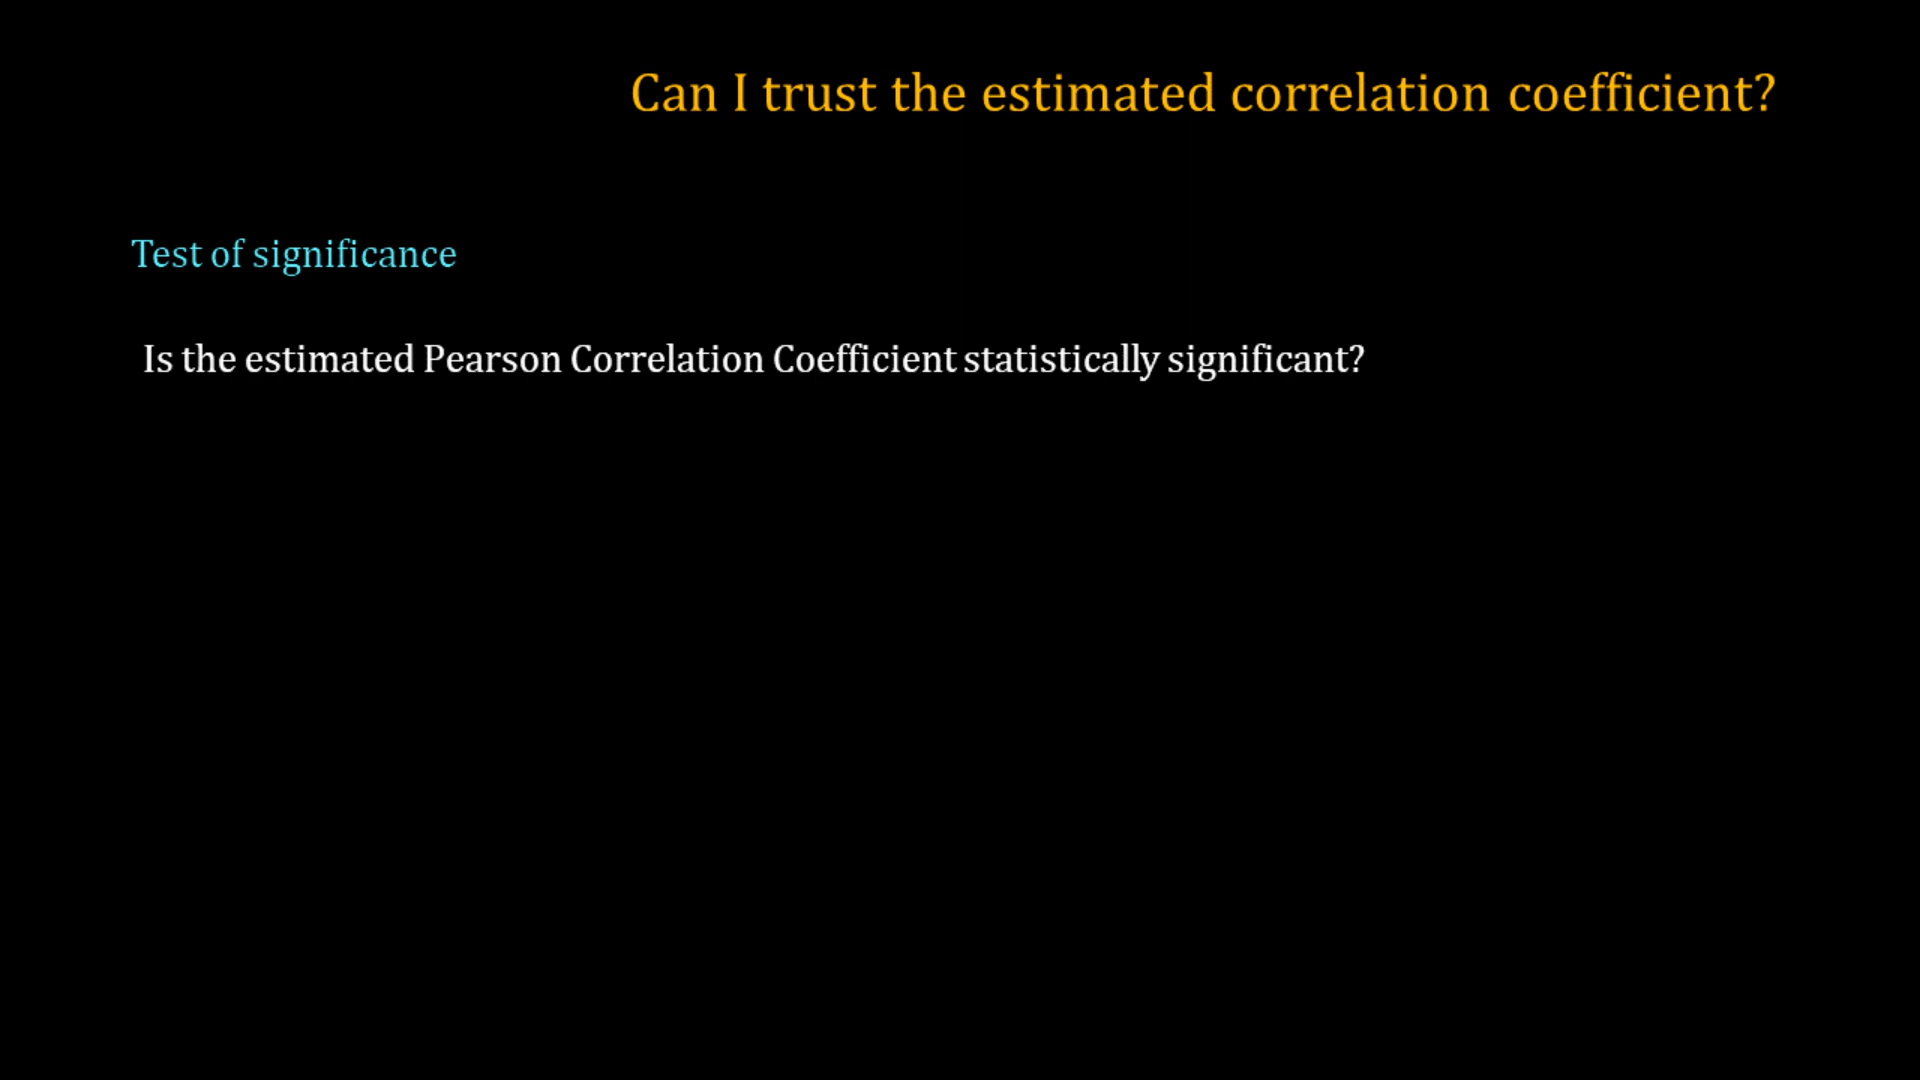 Can I trust the estimated correlation coefficient?
Test of significance
Is the estimated Pearson Correlation Coefficient statistically significant?